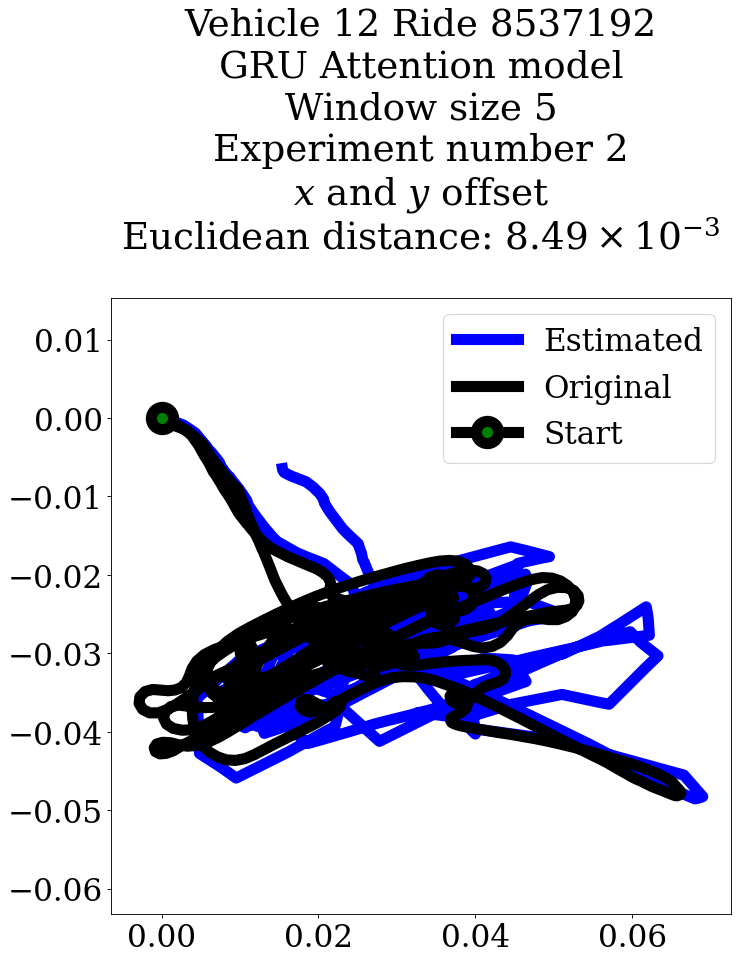 Vehicle 12 Ride 8537192
GRU Attention model
Window size 5
Experiment number 2
x and y offset
Euclidean distance: 8.49 × 10⁻³
Estimated
Original
Start
0.01
0.00
−0.01
−0.02
−0.03
−0.04
−0.05
−0.06
0.00 0.02 0.04 0.06